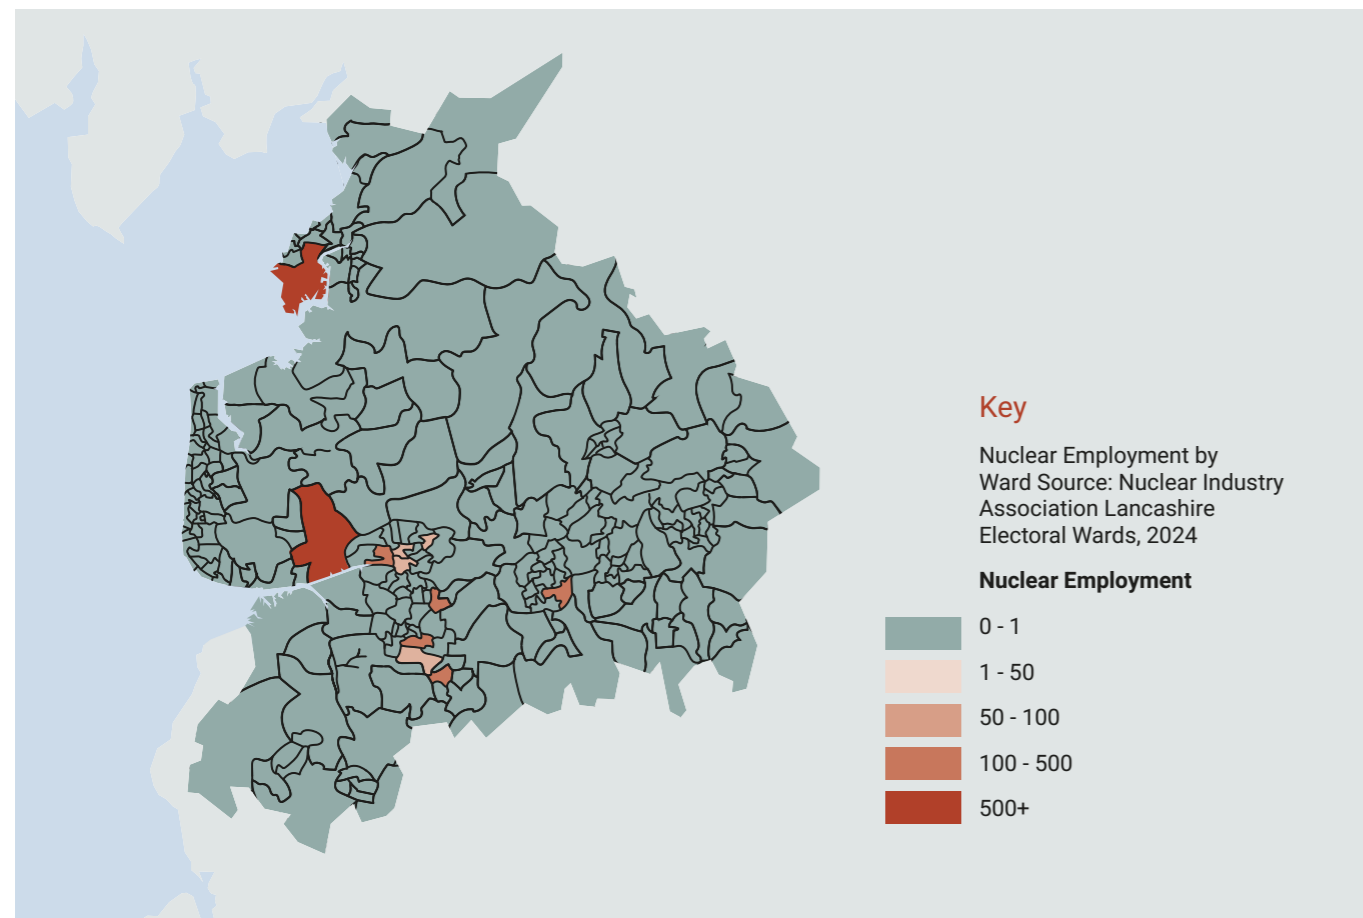 Key
Nuclear Employment by
Ward Source: Nuclear Industry
Association Lancashire
Electoral Wards, 2024
Nuclear Employment
0 - 1
1 - 50
50 - 100
100 - 500
500+